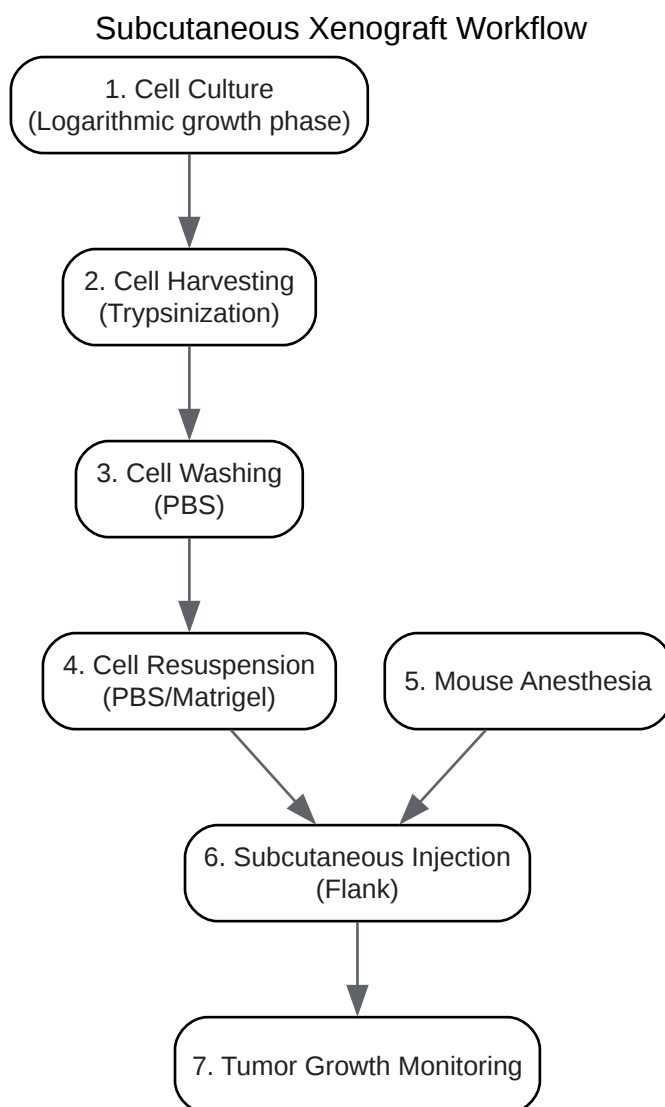 Subcutaneous Xenograft Workflow
1. Cell Culture
(Logarithmic growth phase)
2. Cell Harvesting
(Trypsinization)
3. Cell Washing
(PBS)
4. Cell Resuspension
(PBS/Matrigel)
5. Mouse Anesthesia
6. Subcutaneous Injection
(Flank)
7. Tumor Growth Monitoring